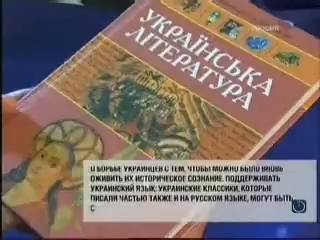 УКРАЇНСЬКА
ЛІТЕРАТУРА
О БОРЬБЕ УКРАИНЦЕВ С ТЕМ, ЧТОБЫ МОЖНО БЫЛО ВНОВЬ
ОЖИВИТЬ ИХ ИСТОРИЧЕСКОЕ СОЗНАНИЕ. ПОДДЕРЖИВАТЬ
УКРАИНСКИЙ ЯЗЫК; УКРАИНСКИЕ КЛАССИКИ, КОТОРЫЕ
ПИСАЛИ ЧАСТЬЮ ТАКЖЕ И НА РУССКОМ ЯЗЫКЕ, МОГУТ БЫТЬ
С